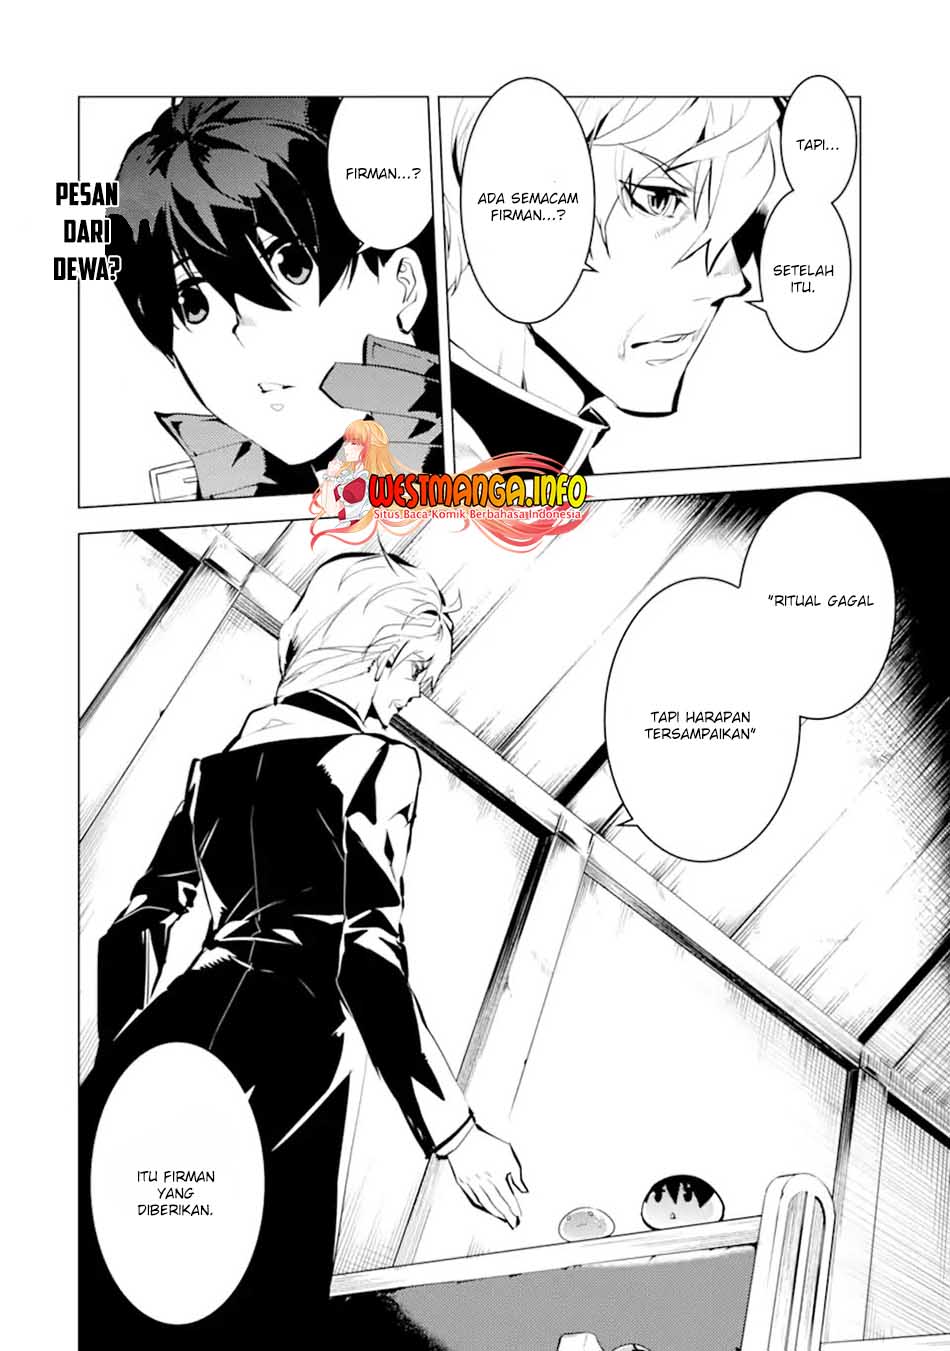 TAPI...
SETELAH
ITU.
ADA SEMACAM
FIRMAN...?
FIRMAN...?
PESAN
DARI
DEWA?
WESTMANGA.INFO
Situs Baca Komik Berbahasa Indonesia
"RITUAL GAGAL
TAPI HARAPAN
TERSAMPAIKAN"
ITU FIRMAN
YANG
DIBERIKAN.